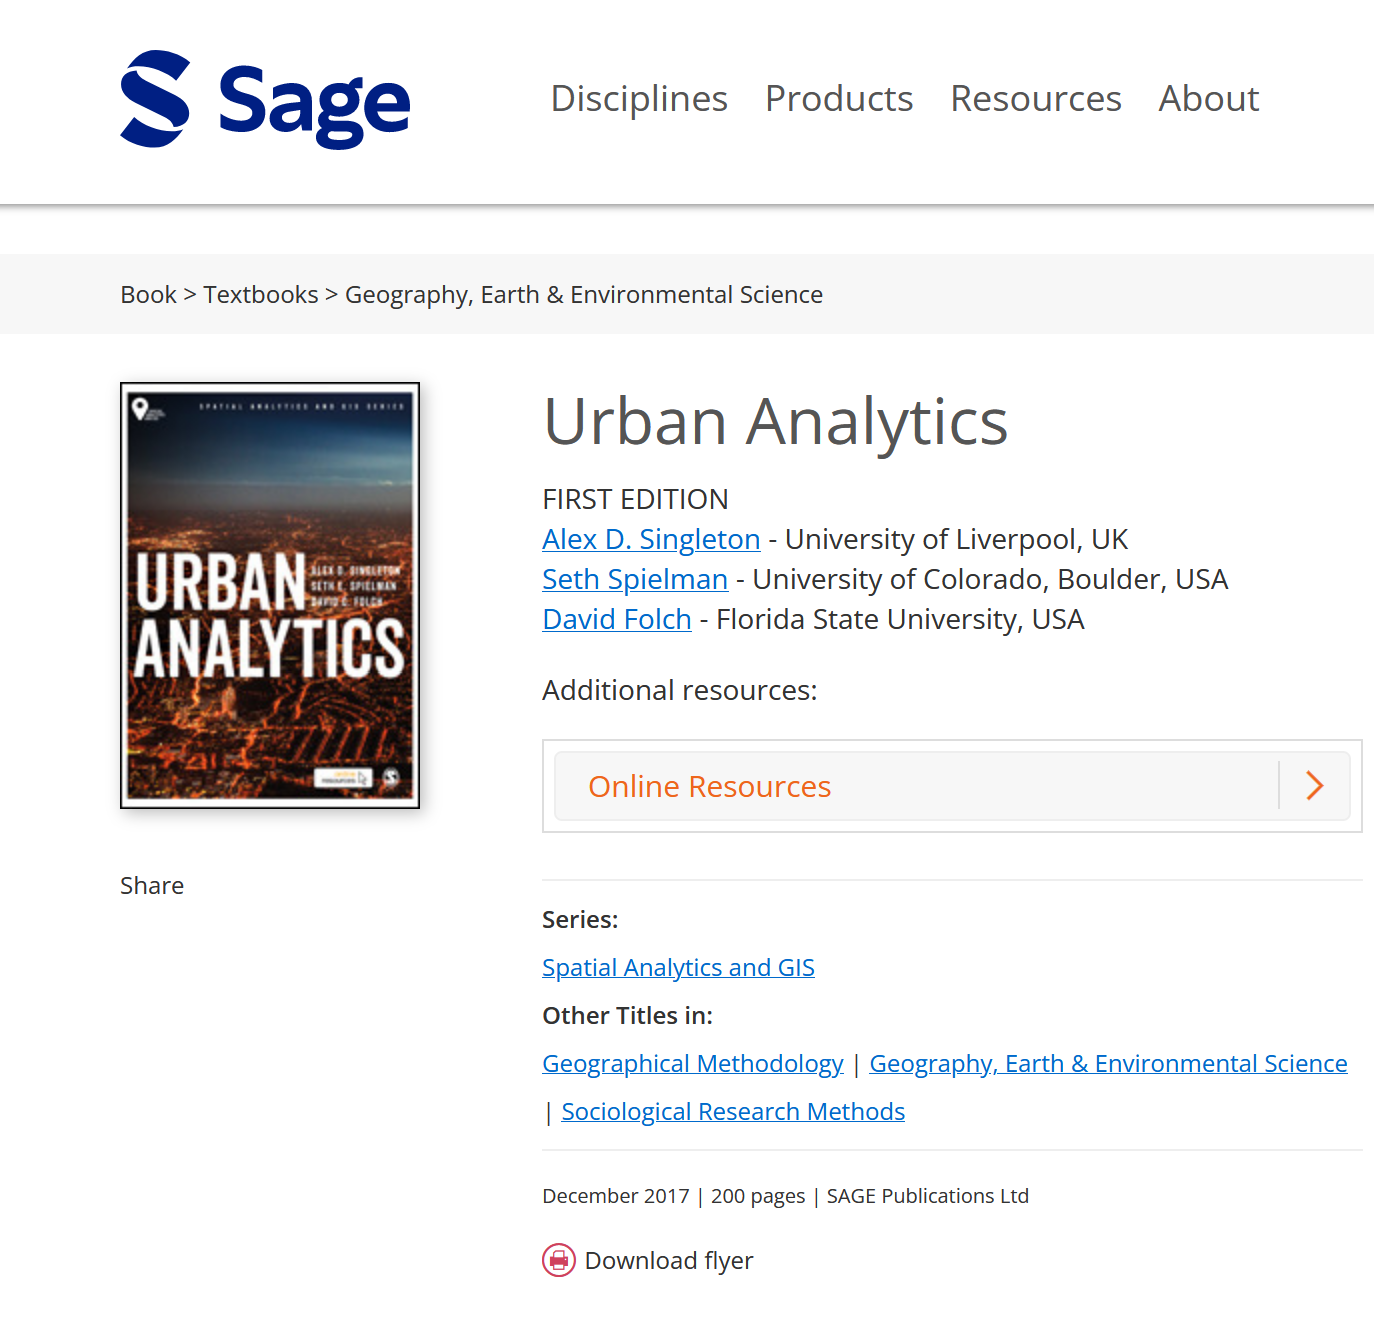 Sage
Disciplines Products Resources About
Book > Textbooks > Geography, Earth & Environmental Science
SPATIAL ANALYTICS AND GIS SERIES
URBAN
ALEX D. SINGLETON
SETH E. SPIELMAN
DAVID C. FOLCH
ANALYTICS
resources
Share
Urban Analytics
FIRST EDITION
Alex D. Singleton - University of Liverpool, UK
Seth Spielman - University of Colorado, Boulder, USA
David Folch - Florida State University, USA
Additional resources:
Online Resources
Series:
Spatial Analytics and GIS
Other Titles in:
Geographical Methodology | Geography, Earth & Environmental Science
| Sociological Research Methods
December 2017 | 200 pages | SAGE Publications Ltd
Download flyer